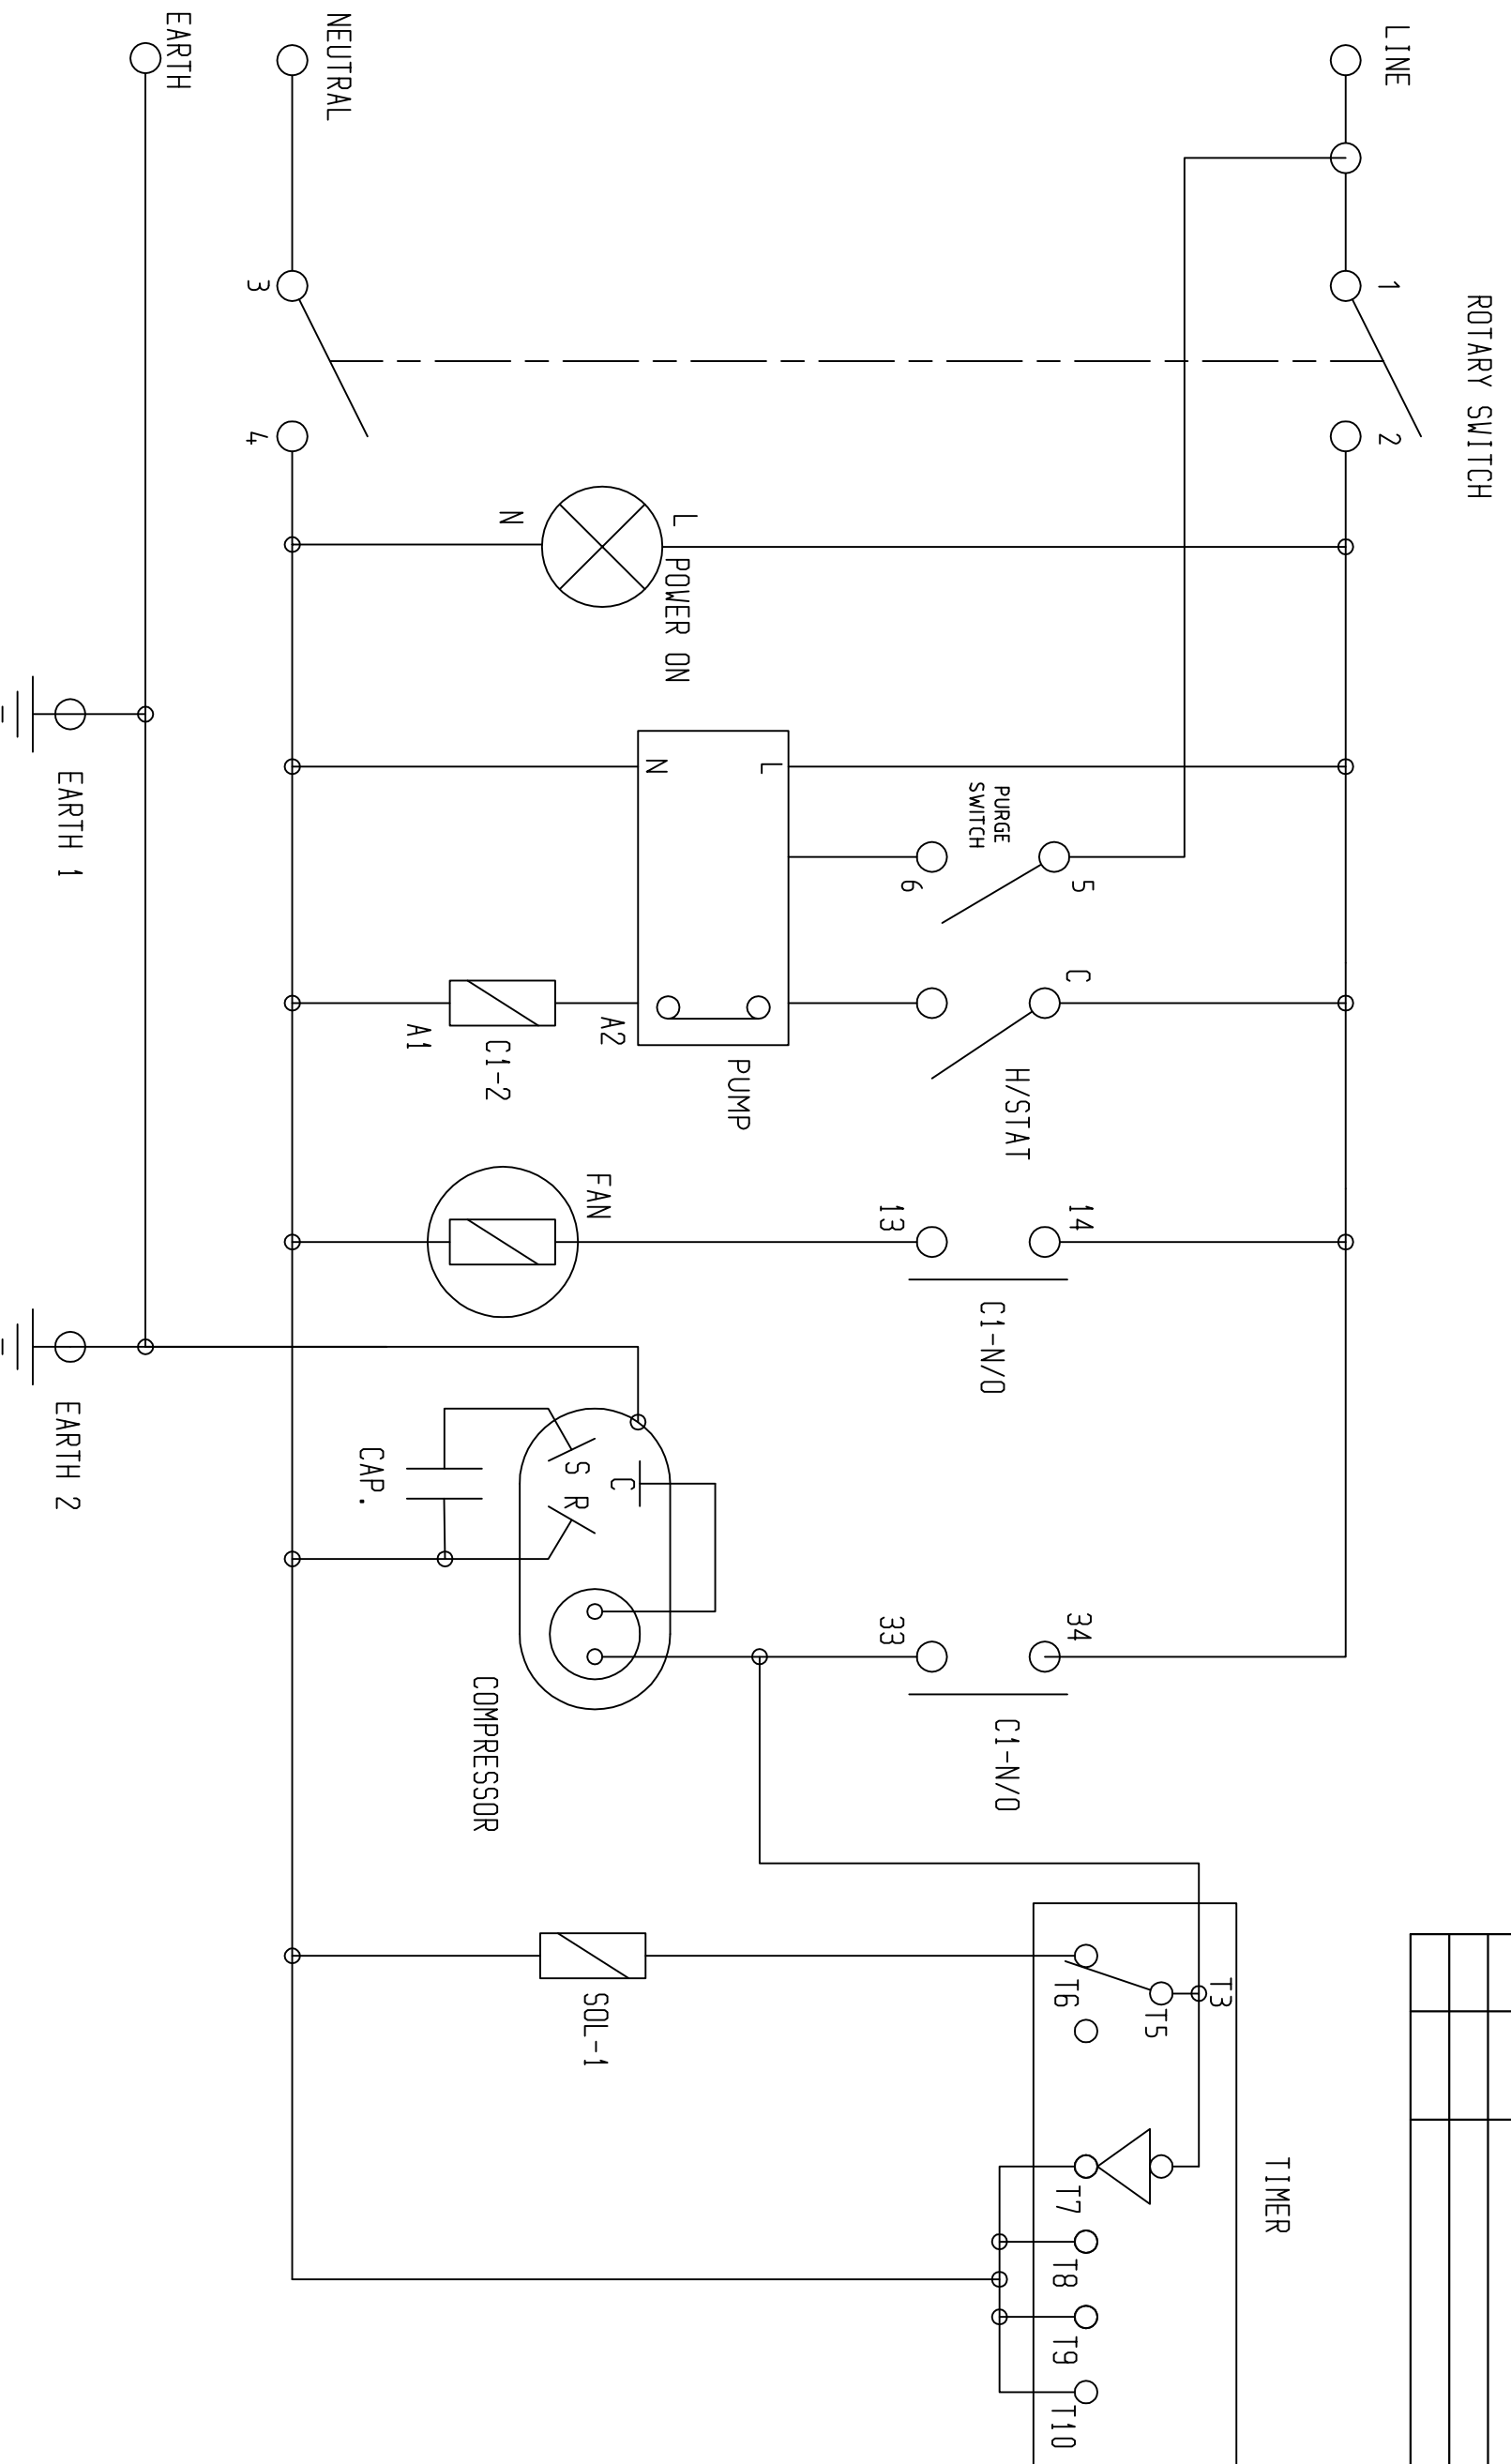 ROTARY SWITCH
LINE
1
2
NEUTRAL
3
4
EARTH
L
N
POWER ON
EARTH 1
L
N
PUMP
PURGE
SWITCH
5
6
C
H/STAT
A2
A1
C1-2
14
13
C1-N/O
FAN
EARTH 2
S
R
C
CAP.
COMPRESSOR
34
33
C1-N/O
SOL-1
TIMER
T3
T5
T6
T7
T8
T9
T10